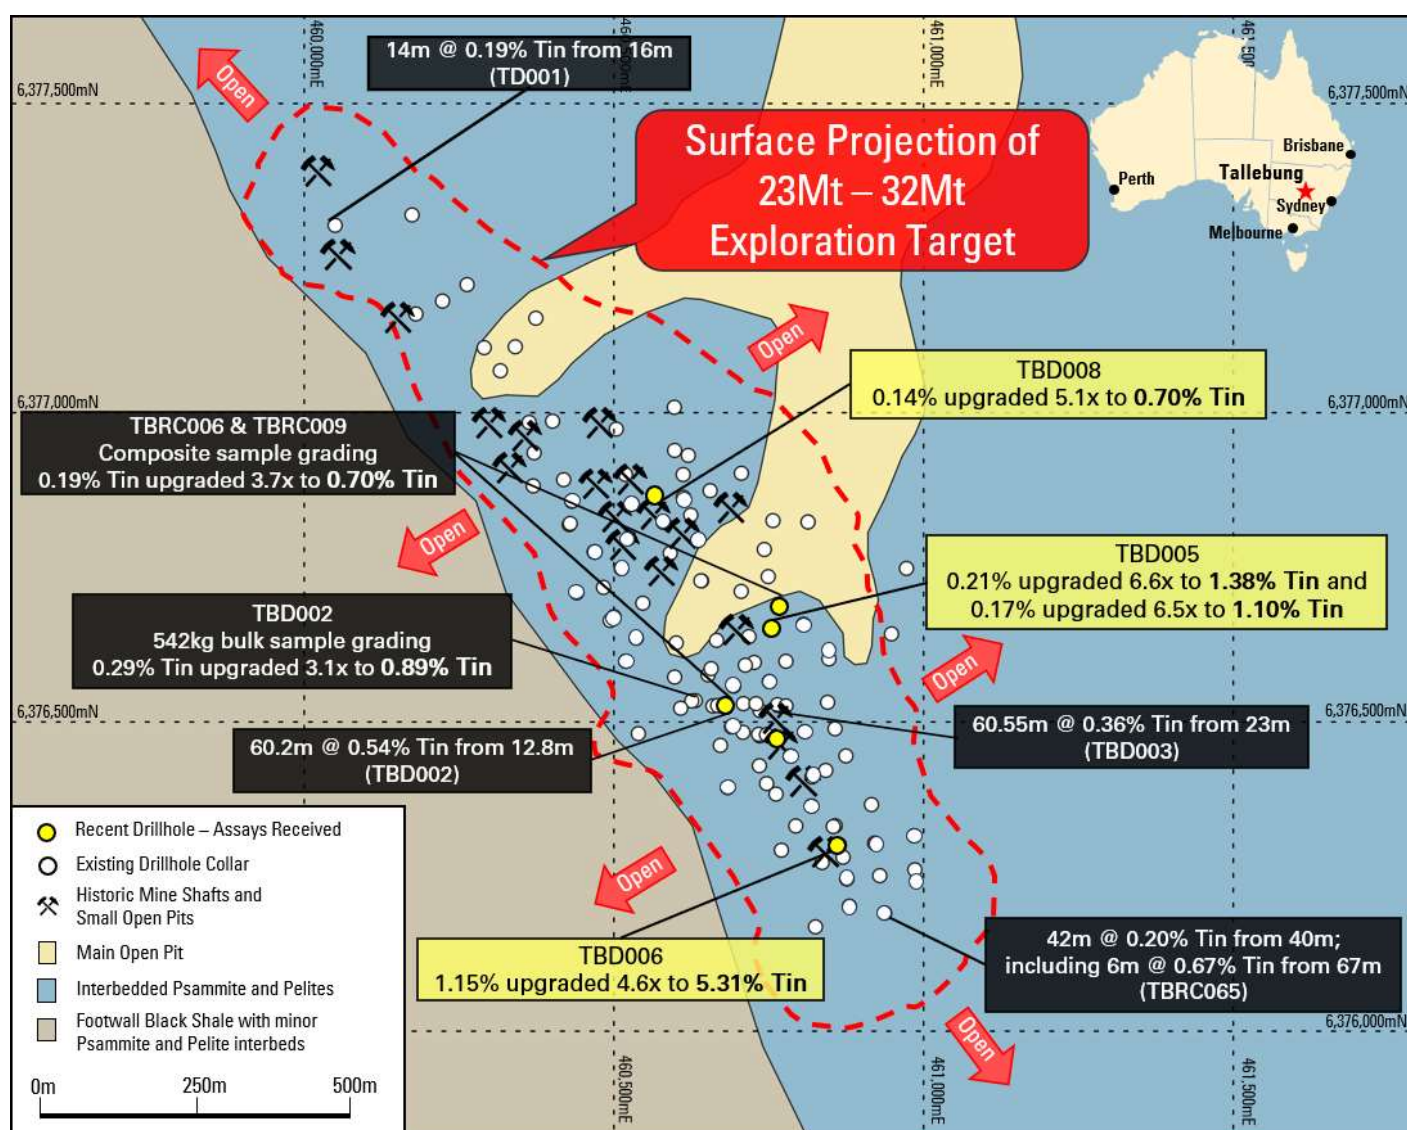 460,000mE
460,500mE
461,000mE
461,500
14m @ 0.19% Tin from 16m
(TD001)
6,377,500mN
6,377,500mN
Open
Surface Projection of
23Mt – 32Mt
Exploration Target
Brisbane
Perth
Tallebung
Sydney
Melbourne
Open
TBD008
0.14% upgraded 5.1x to 0.70% Tin
6,377,000mN
6,377,000mN
TBRC006 & TBRC009
Composite sample grading
0.19% Tin upgraded 3.7x to 0.70% Tin
Open
TBD005
0.21% upgraded 6.6x to 1.38% Tin and
0.17% upgraded 6.5x to 1.10% Tin
TBD002
542kg bulk sample grading
0.29% Tin upgraded 3.1x to 0.89% Tin
Open
6,376,500mN
6,376,500mN
60.2m @ 0.54% Tin from 12.8m
(TBD002)
60.55m @ 0.36% Tin from 23m
(TBD003)
Open
TBD006
1.15% upgraded 4.6x to 5.31% Tin
42m @ 0.20% Tin from 40m;
including 6m @ 0.67% Tin from 67m
(TBRC065)
6,376,000mN
Open
Recent Drillhole – Assays Received
Existing Drillhole Collar
Historic Mine Shafts and
Small Open Pits
Main Open Pit
Interbedded Psammite and Pelites
Footwall Black Shale with minor
Psammite and Pelite interbeds
0m
250m
500m
460,500mE
461,000mE
461,500mE